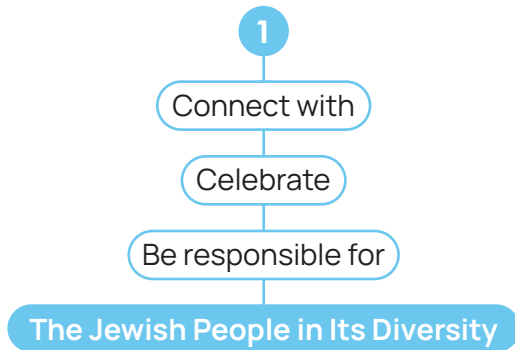 1
Connect with
Celebrate
Be responsible for
The Jewish People in Its Diversity